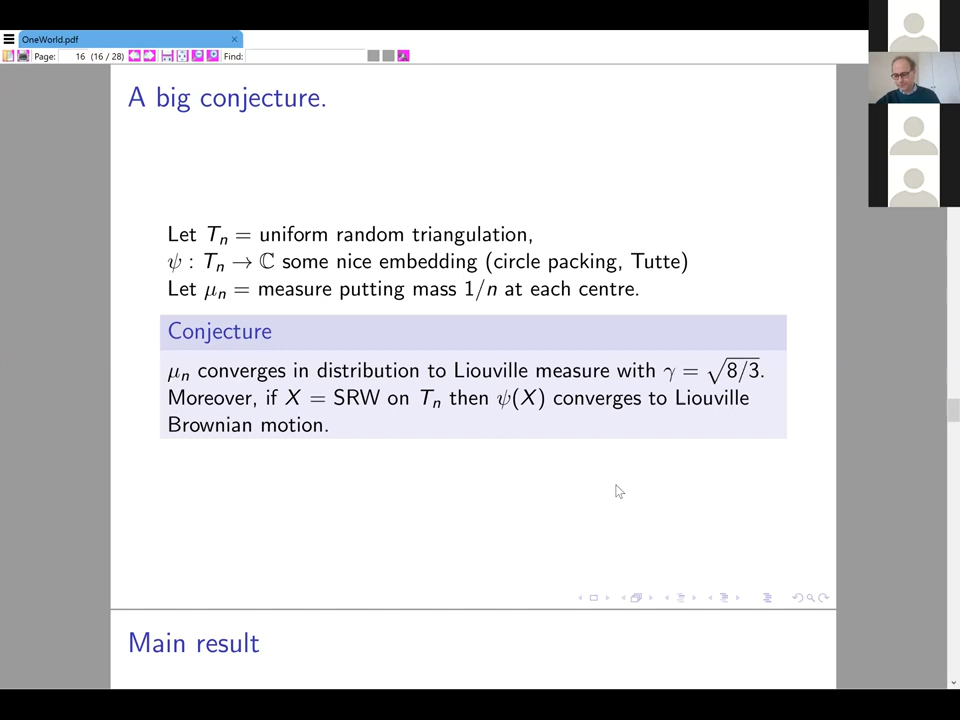 OneWorld.pdf
Page: 16 (16 / 28) Find:
A big conjecture.
Let Tₙ = uniform random triangulation,
ψ : Tₙ → ℂ some nice embedding (circle packing, Tutte)
Let μₙ = measure putting mass 1/n at each centre.
Conjecture
μₙ converges in distribution to Liouville measure with γ = √8/3.
Moreover, if X = SRW on Tₙ then ψ(X) converges to Liouville
Brownian motion.
Main result